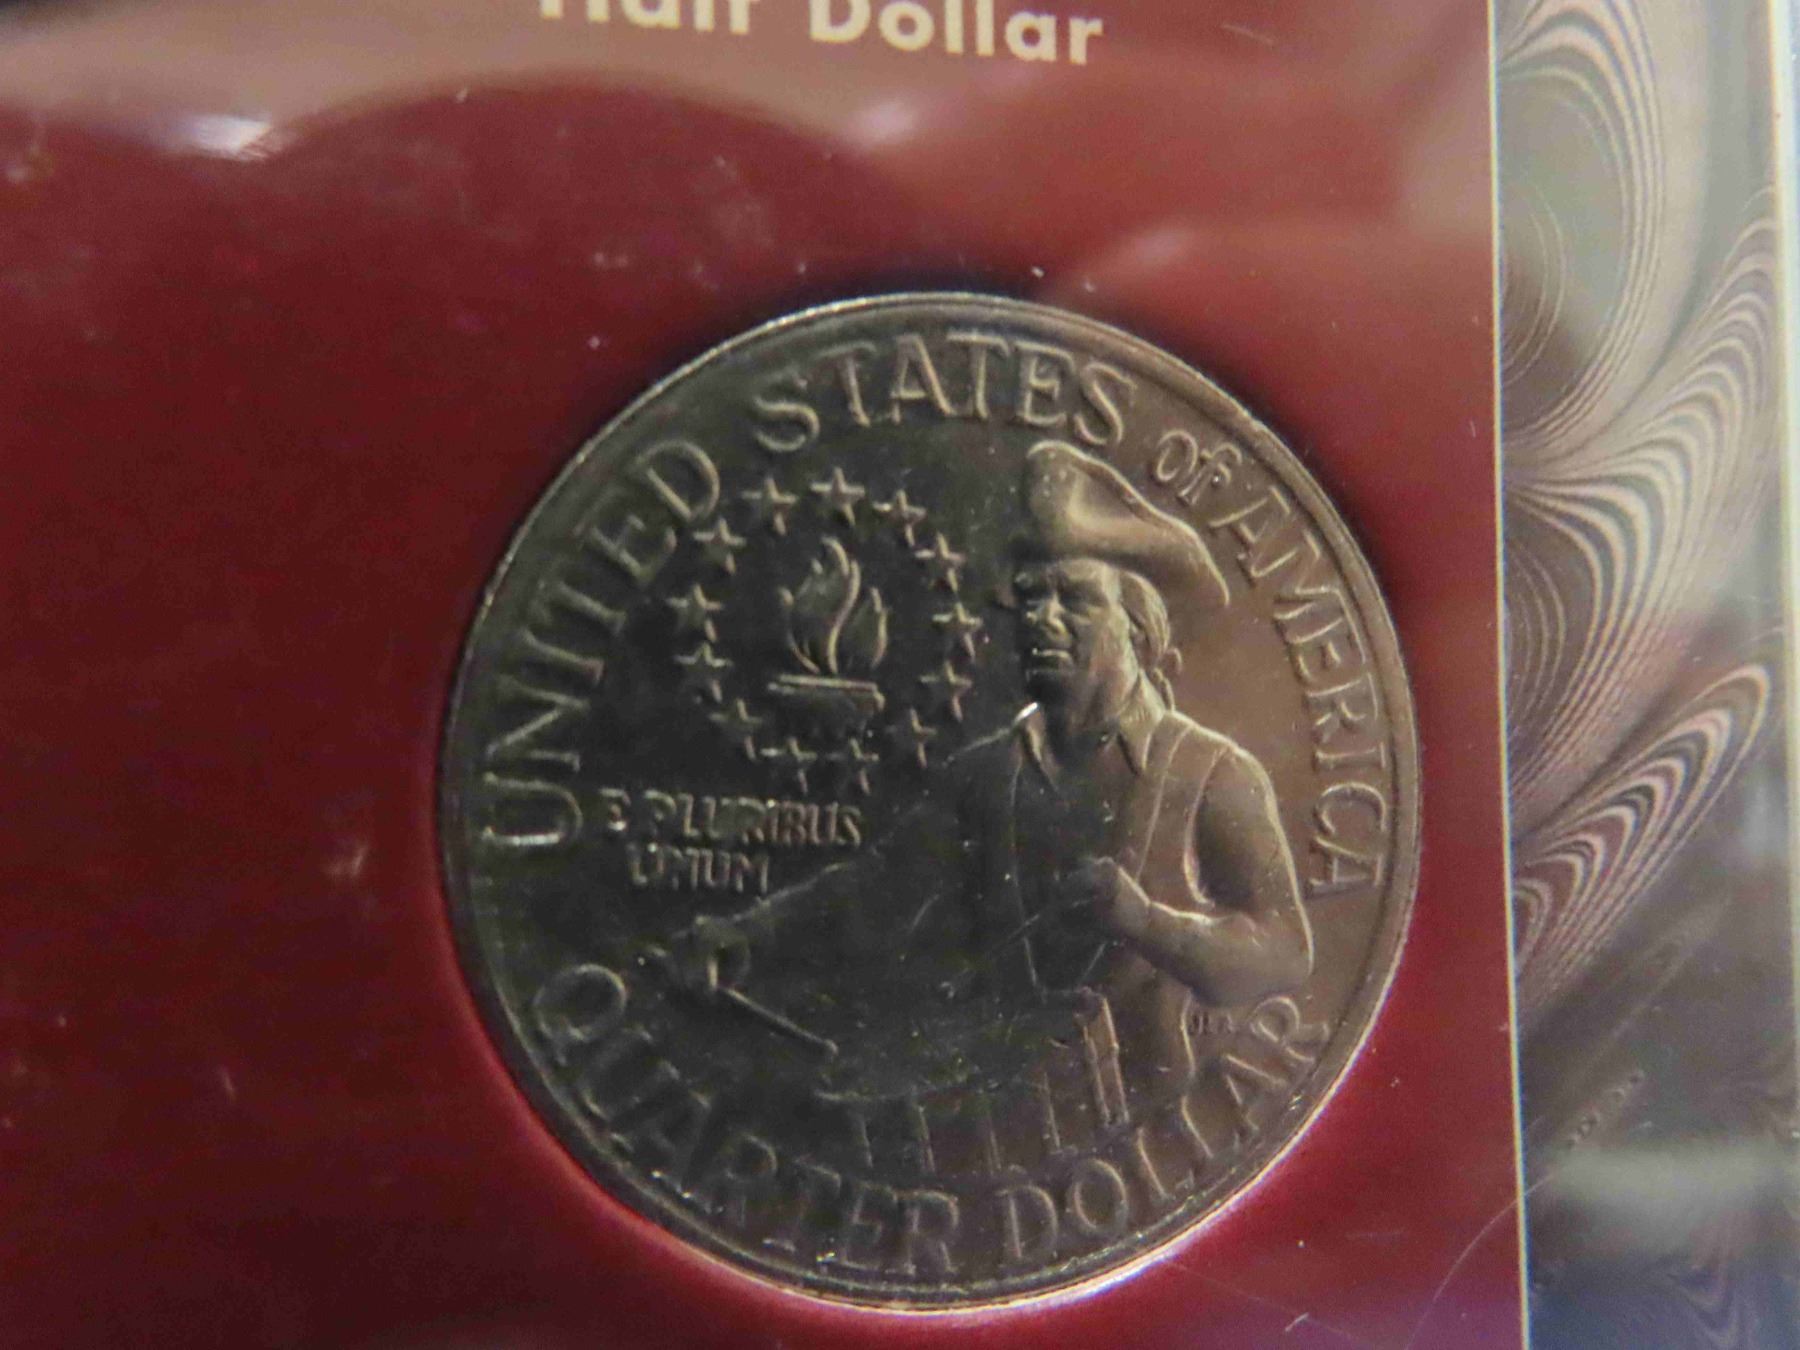 Half Dollar
UNITED STATES of AMERICA
E PLURIBUS
UNUM
QUARTER DOLLAR